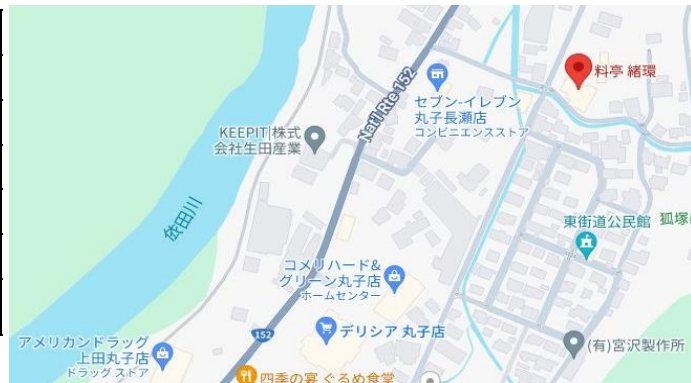 料亭 緒環
Nat'l Rte 152
セブン-イレブン
丸子長瀬店
コンビニエンスストア
KEEPIT|株式
会社生田産業
依田川
東街道公民館
狐塚
コメリハード&
グリーン丸子店
ホームセンター
152
デリシア 丸子店
アメリカンドラッグ
上田丸子店
ドラッグ ストア
(有)宮沢製作所
四季の宴 ぐるめ食堂